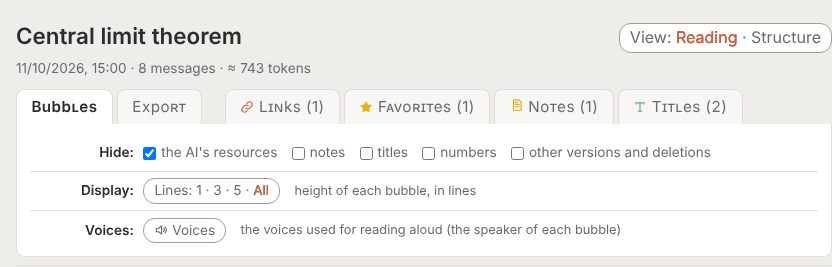 Central limit theorem
View: Reading · Structure
11/10/2026, 15:00 · 8 messages · ≈ 743 tokens
Bubbles
Export
Links (1)
Favorites (1)
Notes (1)
Titles (2)
Hide: the AI's resources notes titles numbers other versions and deletions
Display: Lines: 1 · 3 · 5 · All height of each bubble, in lines
Voices: Voices the voices used for reading aloud (the speaker of each bubble)